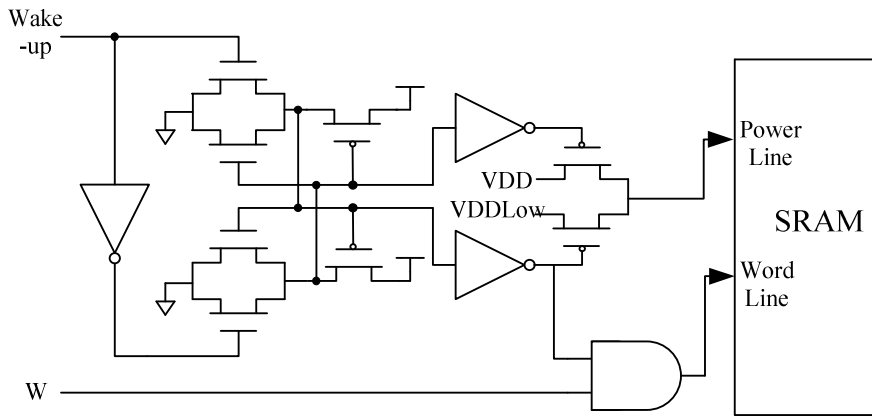 Wake
-up
Power
Line
VDD
VDDLow
SRAM
Word
Line
W